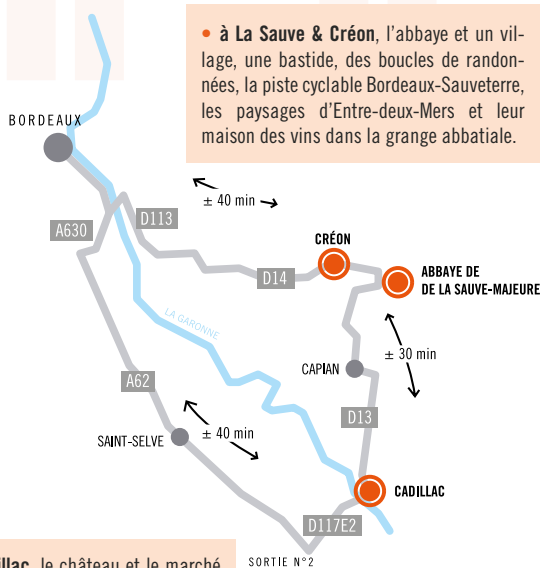 • à La Sauve & Créon, l'abbaye et un vil-
lage, une bastide, des boucles de randon-
nées, la piste cyclable Bordeaux-Sauveterre,
les paysages d'Entre-deux-Mers et leur
maison des vins dans la grange abbatiale.
BORDEAUX
± 40 min
A630
D113
CRÉON
D14
ABBAYE DE
DE LA SAUVE-MAJEURE
LA GARONNE
± 30 min
CAPIAN
A62
D13
SAINT-SELVE
± 40 min
CADILLAC
D117E2
SORTIE N°2
illac, le château et le marché